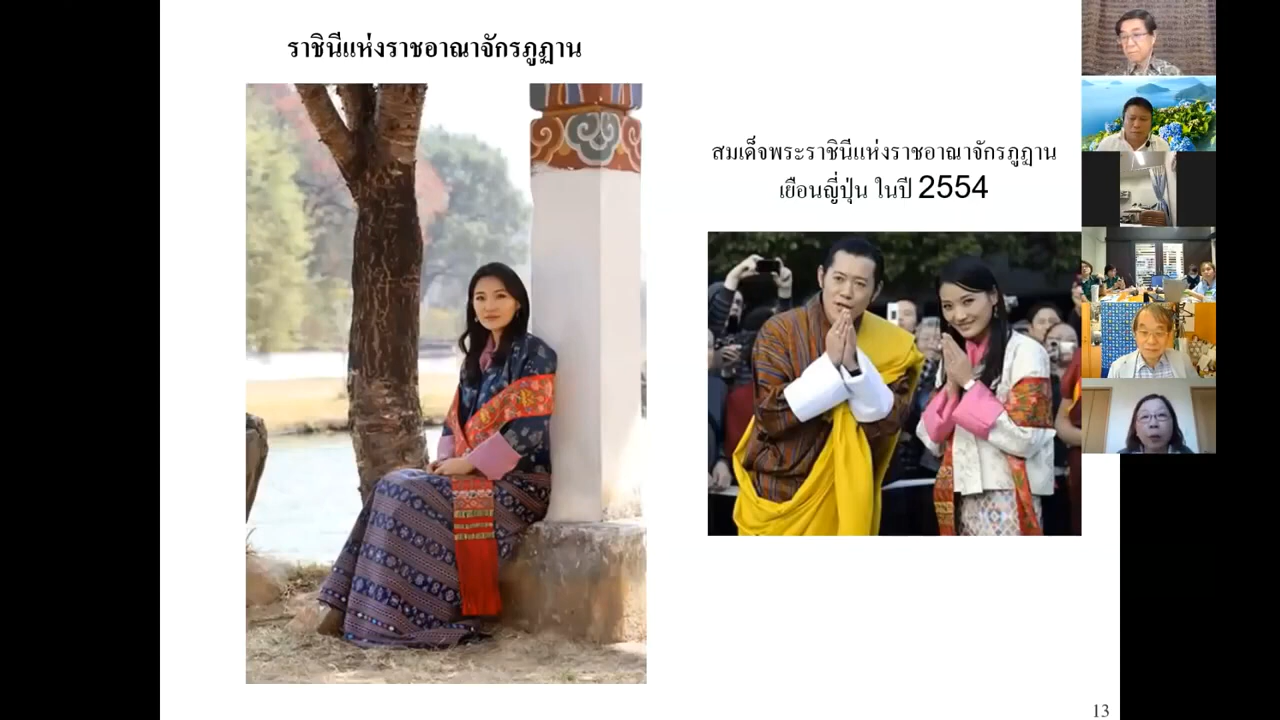 ราชินีแห่งราชอาณาจักรภูฏาน
สมเด็จพระราชินีแห่งราชอาณาจักรภูฏาน
เยือนญี่ปุ่น ในปี 2554
13